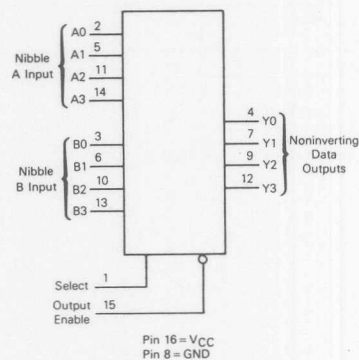 Nibble
A Input
A0 2
A1 5
A2 11
A3 14
Nibble
B Input
B0 3
B1 6
B2 10
B3 13
4 Y0
7 Y1
9 Y2
12 Y3
Noninverting
Data
Outputs
Select 1
Output
Enable 15
Pin 16 = VCC
Pin 8 = GND